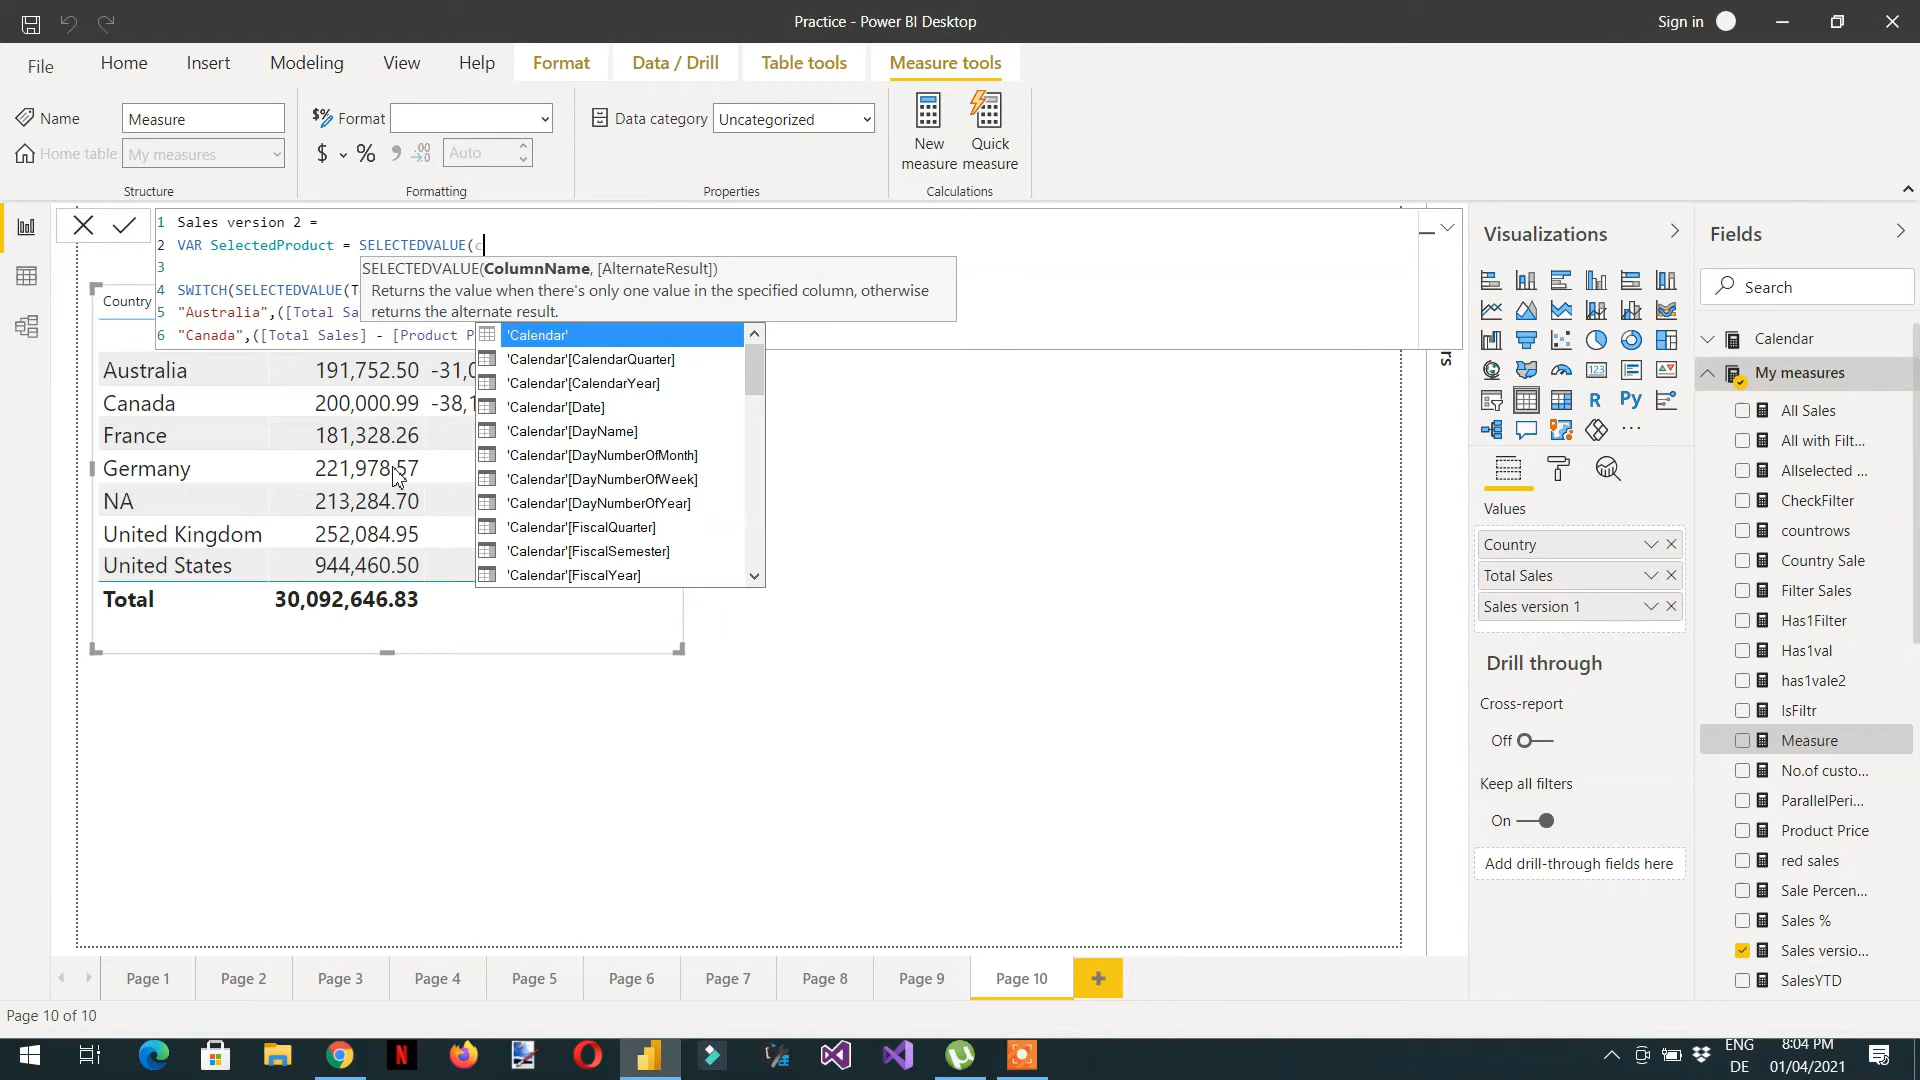 Practice - Power BI Desktop
Sign in
File
Home
Insert
Modeling
View
Help
Format
Data / Drill
Table tools
Measure tools
Name
Measure
Format
Data category
Uncategorized
New
measure
Quick
measure
Home table
My measures
$
%
Auto
Structure
Formatting
Properties
Calculations
1 Sales version 2 =
2 VAR SelectedProduct = SELECTEDVALUE(c
3
4 SWITCH(SELECTEDVALUE(T
5 "Australia",([Total Sa
6 "Canada",([Total Sales] - [Product P
SELECTEDVALUE(ColumnName, [AlternateResult])
Returns the value when there's only one value in the specified column, otherwise
returns the alternate result.
'Calendar'
'Calendar'[CalendarQuarter]
'Calendar'[CalendarYear]
'Calendar'[Date]
'Calendar'[DayName]
'Calendar'[DayNumberOfMonth]
'Calendar'[DayNumberOfWeek]
'Calendar'[DayNumberOfYear]
'Calendar'[FiscalQuarter]
'Calendar'[FiscalSemester]
'Calendar'[FiscalYear]
Country
Australia 191,752.50 -31,0
Canada 200,000.99 -38,1
France 181,328.26
Germany 221,978.57
NA 213,284.70
United Kingdom 252,084.95
United States 944,460.50
Total 30,092,646.83
rs
Visualizations
R
Py
Values
Country
Total Sales
Sales version 1
Drill through
Cross-report
Off
Keep all filters
On
Add drill-through fields here
Fields
Search
Calendar
My measures
All Sales
All with Filt...
Allselected ...
CheckFilter
countrows
Country Sale
Filter Sales
Has1Filter
Has1val
has1vale2
IsFiltr
Measure
No.of custo...
ParallelPeri...
Product Price
red sales
Sale Percen...
Sales %
Sales versio...
SalesYTD
Page 1
Page 2
Page 3
Page 4
Page 5
Page 6
Page 7
Page 8
Page 9
Page 10
Page 10 of 10
ENG
DE
8:04 PM
01/04/2021